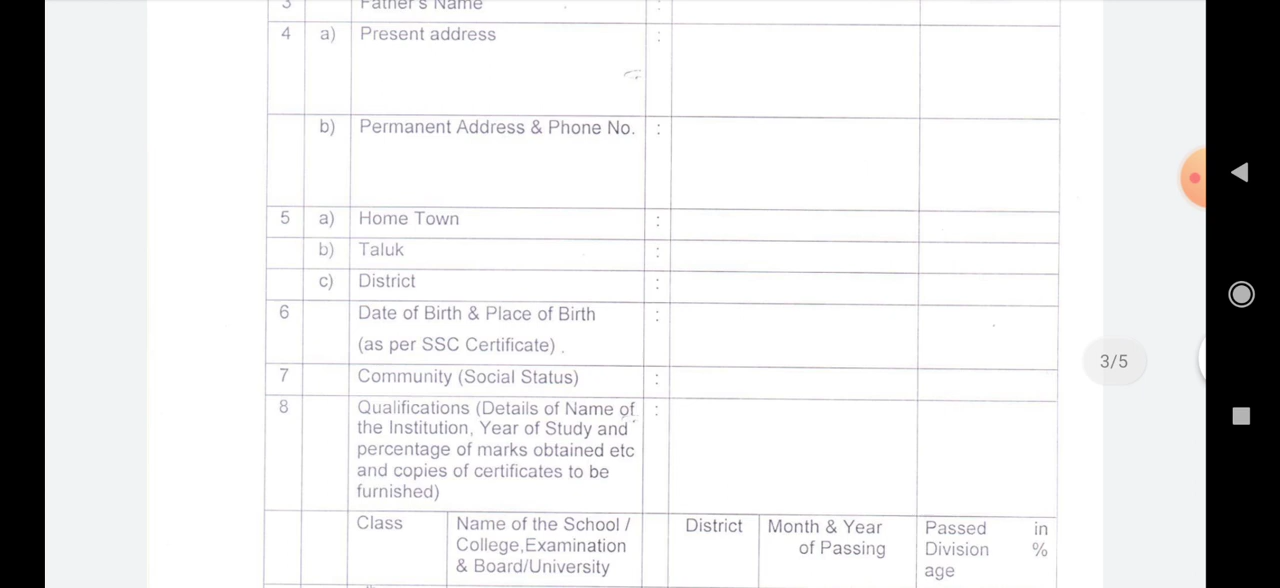 3 Father's Name :
4 a) Present address :
b) Permanent Address & Phone No. :
5 a) Home Town :
b) Taluk :
c) District :
6 Date of Birth & Place of Birth :
(as per SSC Certificate) .
3/5
7 Community (Social Status) :
8 Qualifications (Details of Name of :
the Institution, Year of Study and
percentage of marks obtained etc
and copies of certificates to be
furnished)
Class Name of the School / District Month & Year Passed in
College,Examination of Passing Division %
& Board/University age